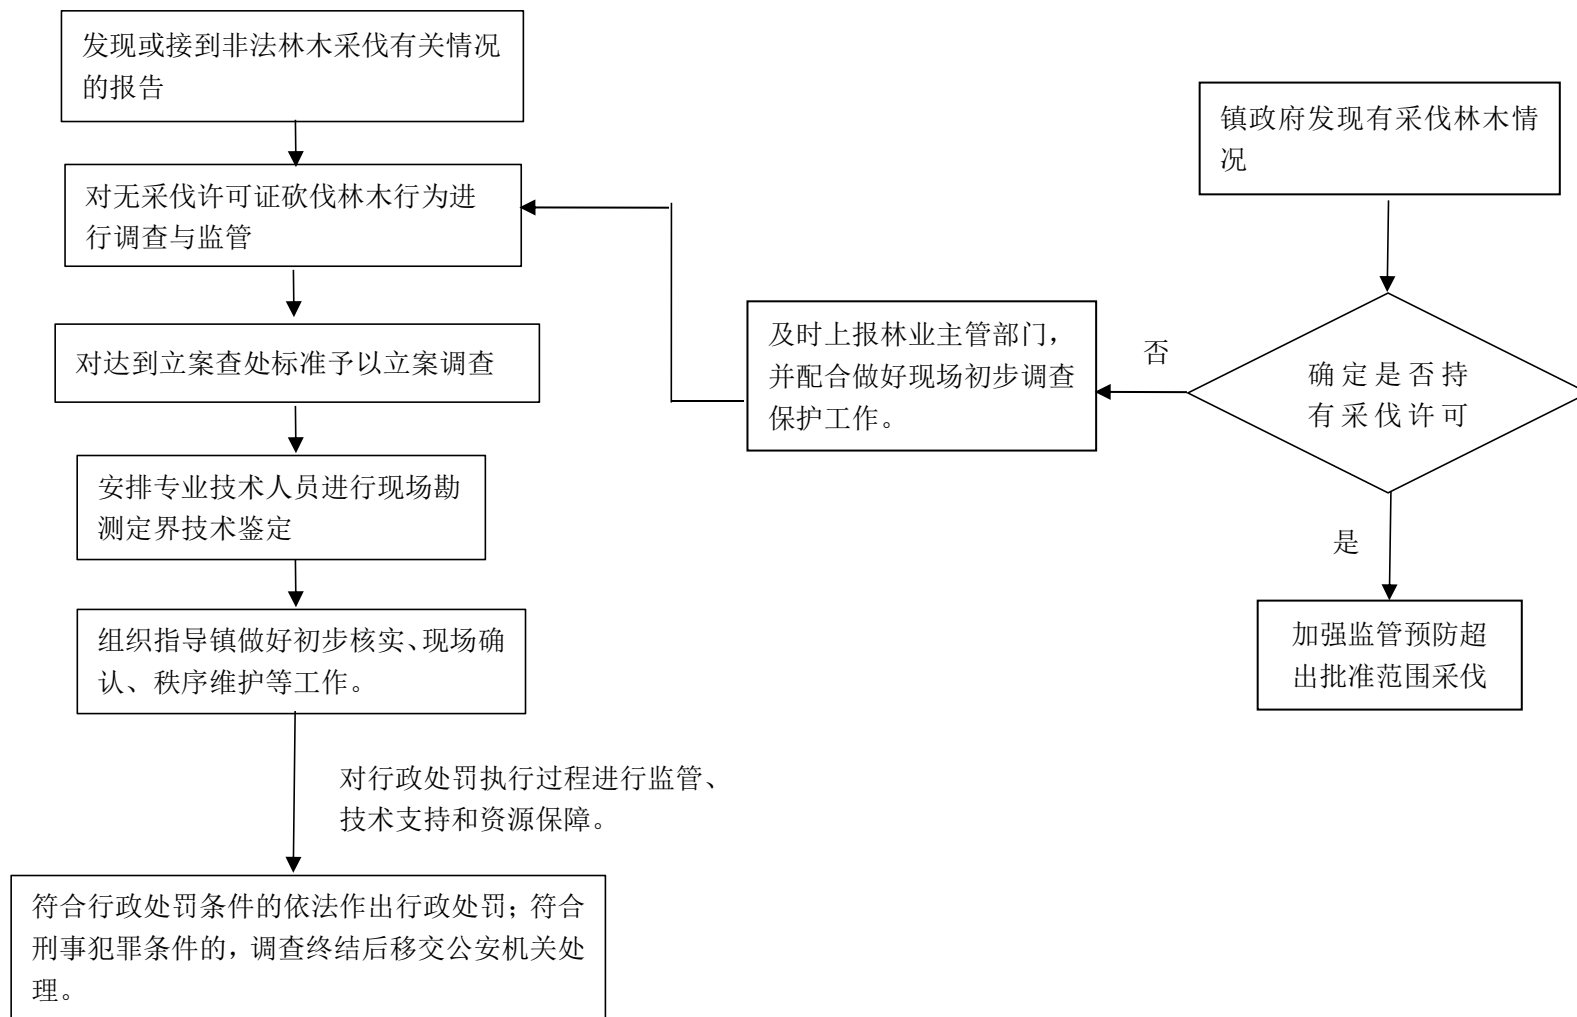 发现或接到非法林木采伐有关情况
的报告
对无采伐许可证砍伐林木行为进
行调查与监管
对达到立案查处标准予以立案调查
安排专业技术人员进行现场勘
测定界技术鉴定
组织指导镇做好初步核实、现场确
认、秩序维护等工作。
对行政处罚执行过程进行监管、
技术支持和资源保障。
符合行政处罚条件的依法作出行政处罚；符合
刑事犯罪条件的，调查终结后移交公安机关处
理。
镇政府发现有采伐林木情
况
确定是否持
有采伐许可
否
及时上报林业主管部门，
并配合做好现场初步调查
保护工作。
是
加强监管预防超
出批准范围采伐